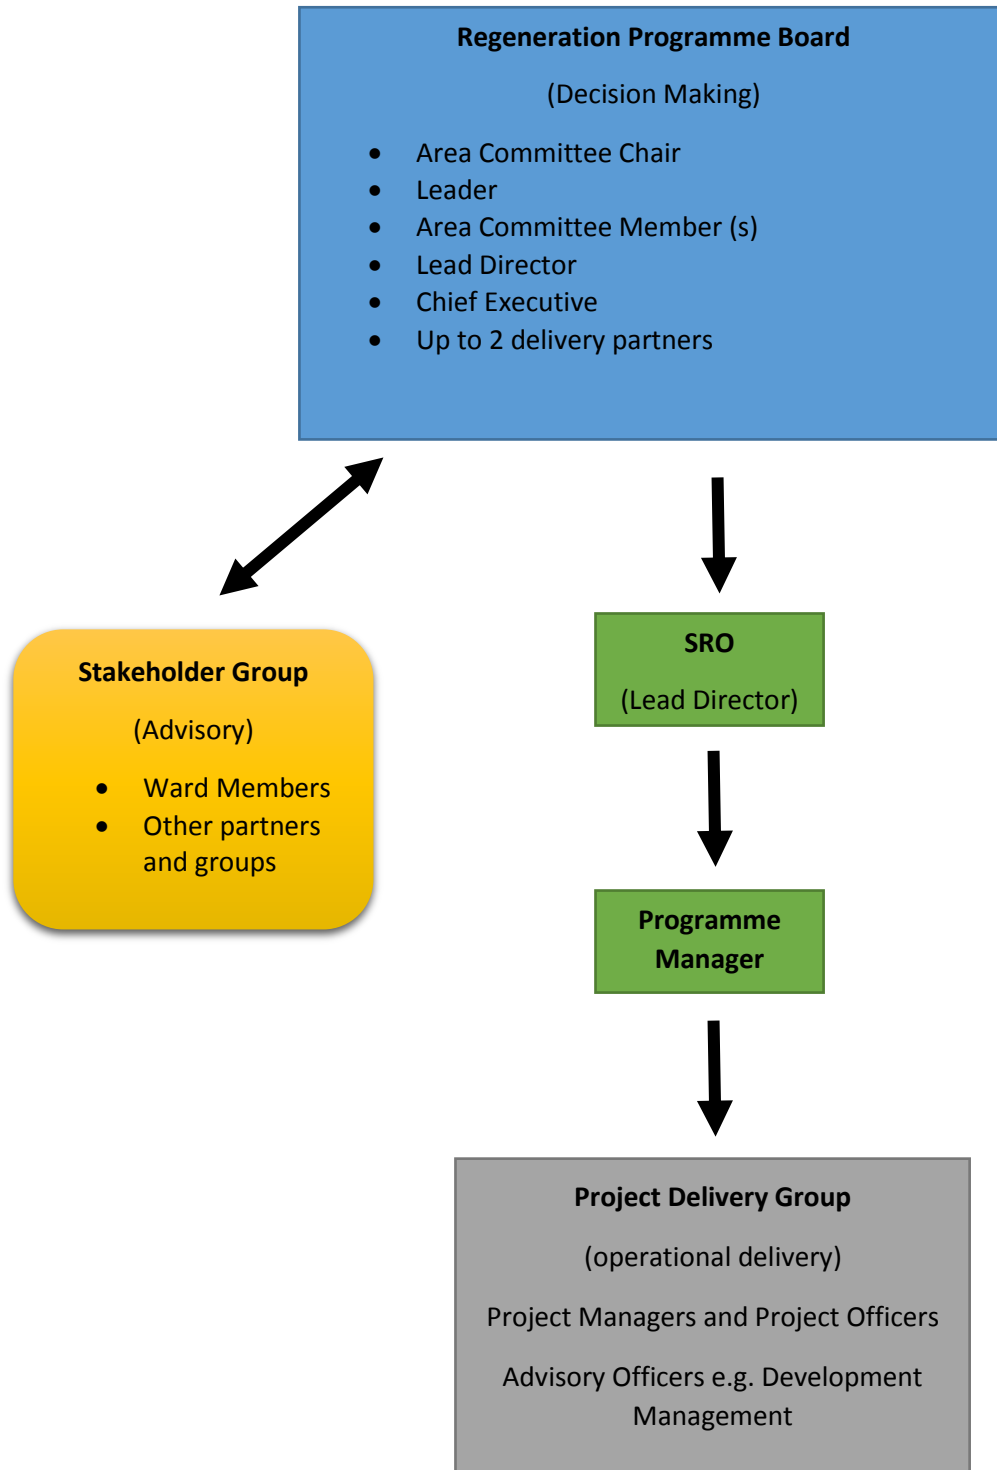 Regeneration Programme Board
(Decision Making)
• Area Committee Chair
• Leader
• Area Committee Member (s)
• Lead Director
• Chief Executive
• Up to 2 delivery partners
Stakeholder Group
(Advisory)
• Ward Members
• Other partners
and groups
SRO
(Lead Director)
Programme
Manager
Project Delivery Group
(operational delivery)
Project Managers and Project Officers
Advisory Officers e.g. Development
Management